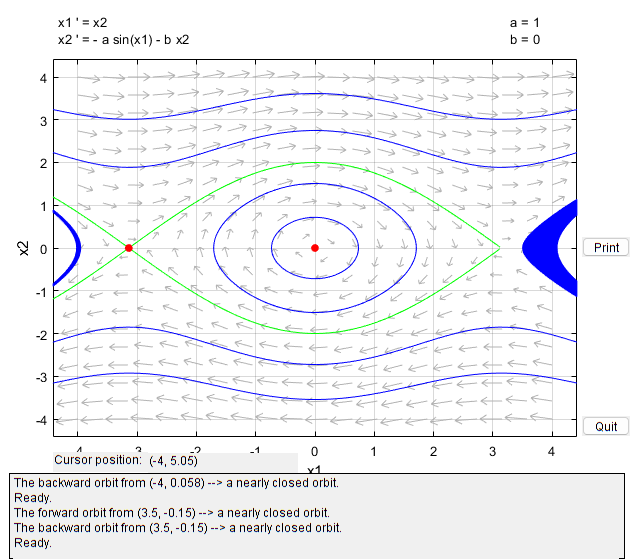 x1 ' = x2
x2 ' = - a sin(x1) - b x2
a = 1
b = 0
4
3
2
1
0
-1
-2
-3
-4
x2
-4
-3
-2
-1
0
1
2
3
4
x1
Print
Quit
Cursor position: (-4, 5.05)
The backward orbit from (-4, 0.058) --> a nearly closed orbit.
Ready.
The forward orbit from (3.5, -0.15) --> a nearly closed orbit.
The backward orbit from (3.5, -0.15) --> a nearly closed orbit.
Ready.